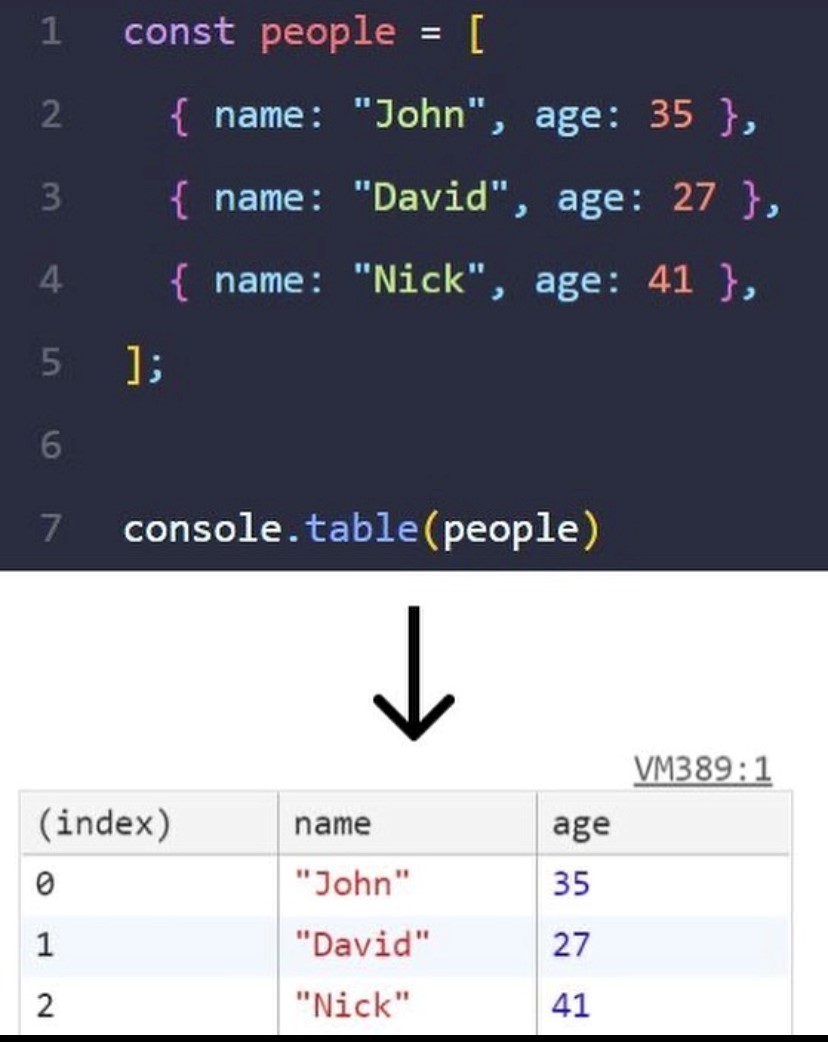 1 const people = [
2 { name: "John", age: 35 },
3 { name: "David", age: 27 },
4 { name: "Nick", age: 41 },
5 ];
6
7 console.table(people)
VM389:1
(index) name age
0 "John" 35
1 "David" 27
2 "Nick" 41